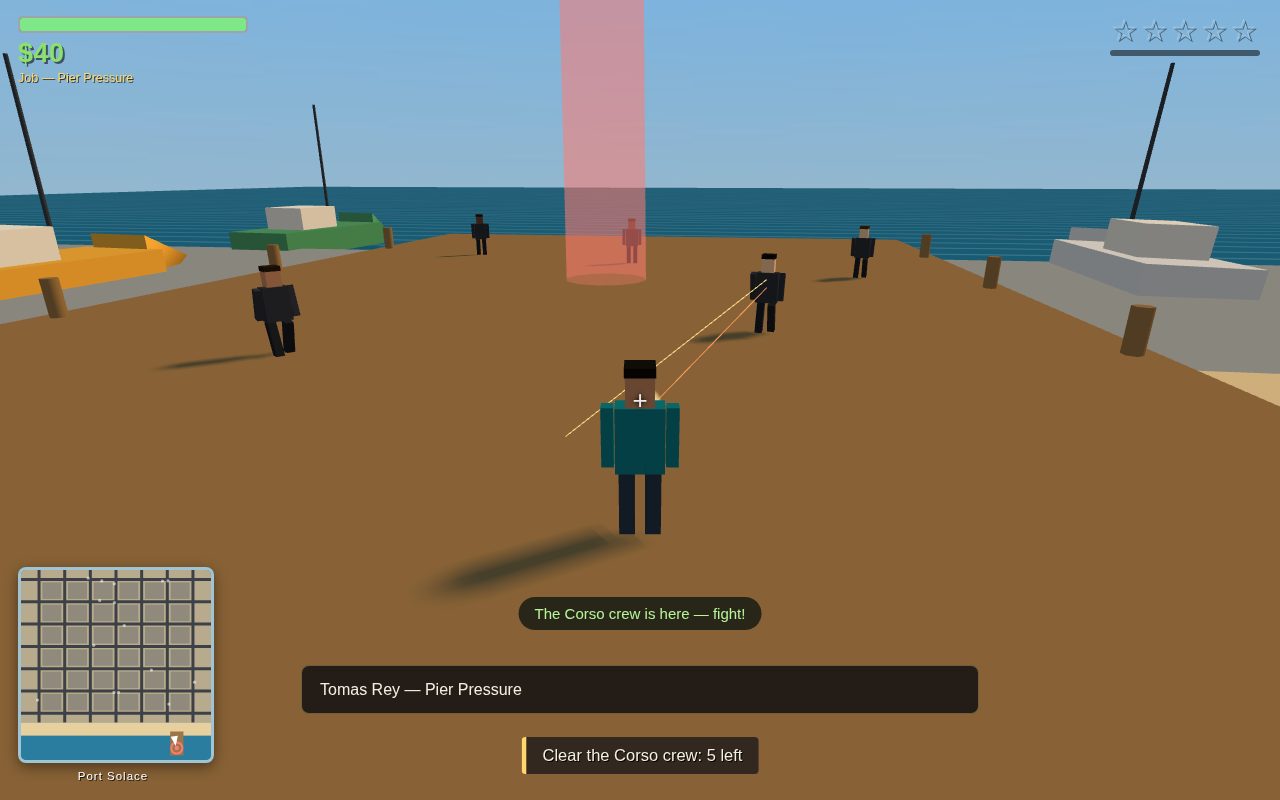 $40
Job — Pier Pressure
The Corso crew is here — fight!
Tomas Rey — Pier Pressure
Clear the Corso crew: 5 left
Port Solace